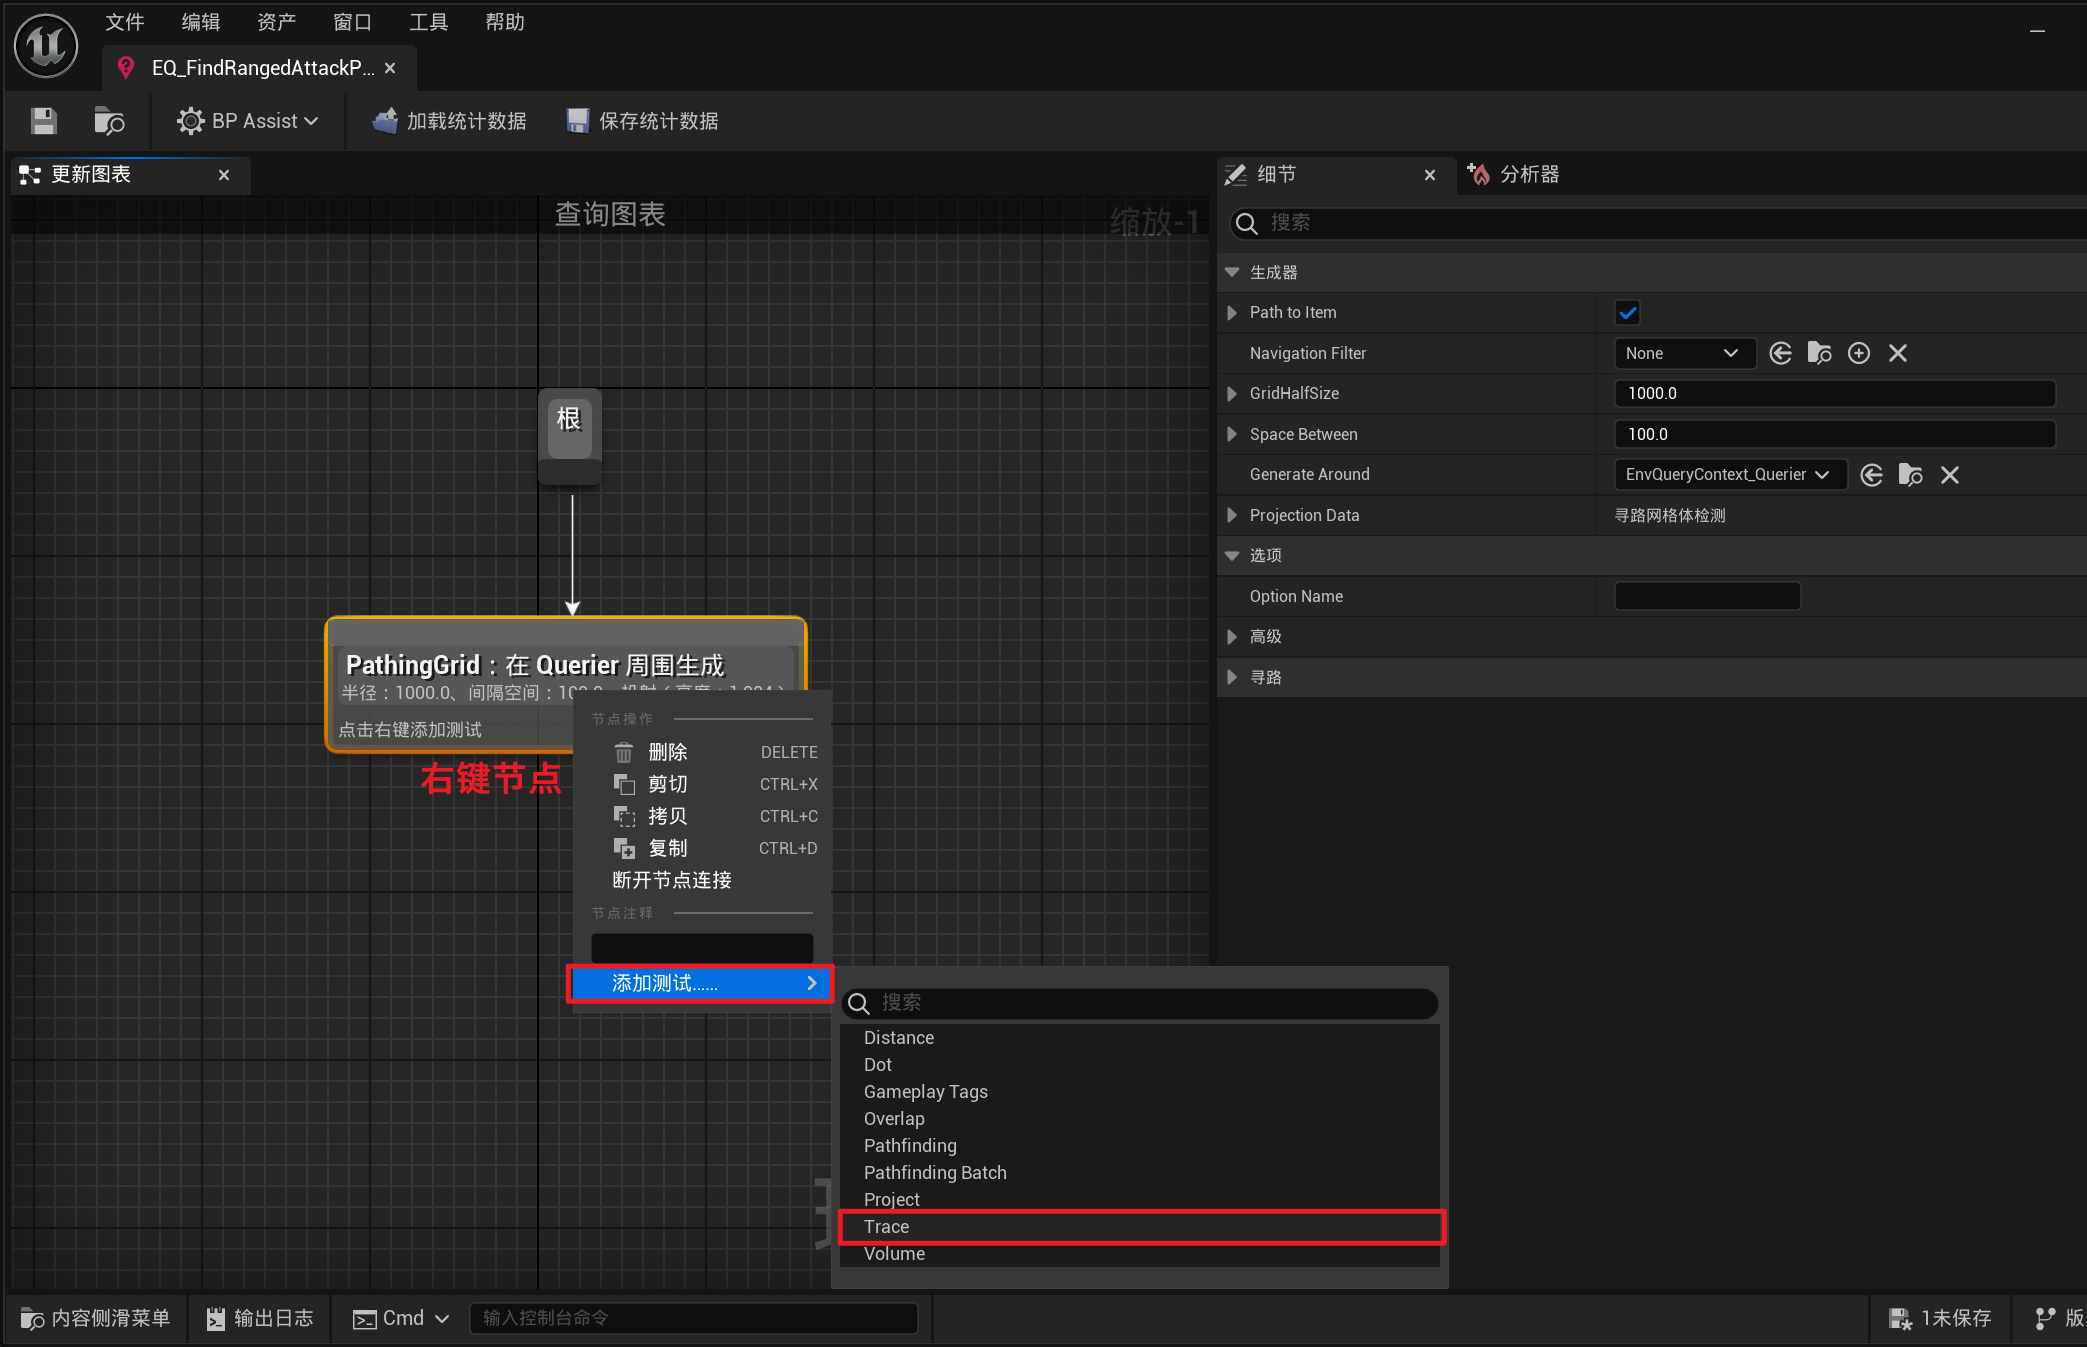 文件 编辑 资产 窗口 工具 帮助
EQ_FindRangedAttackP...
BP Assist 加载统计数据 保存统计数据
更新图表
查询图表
缩放-1
根
PathingGrid：在 Querier 周围生成
半径：1000.0、间隔空间：100.0
点击右键添加测试
右键节点
节点操作
删除 DELETE
剪切 CTRL+X
拷贝 CTRL+C
复制 CTRL+D
断开节点连接
节点注释
添加测试......
搜索
Distance
Dot
Gameplay Tags
Overlap
Pathfinding
Pathfinding Batch
Project
Trace
Volume
细节 分析器
搜索
生成器
Path to Item
Navigation Filter None
GridHalfSize 1000.0
Space Between 100.0
Generate Around EnvQueryContext_Querier
Projection Data 寻路网格体检测
选项
Option Name
高级
寻路
内容侧滑菜单 输出日志 Cmd 输入控制台命令 1未保存 版